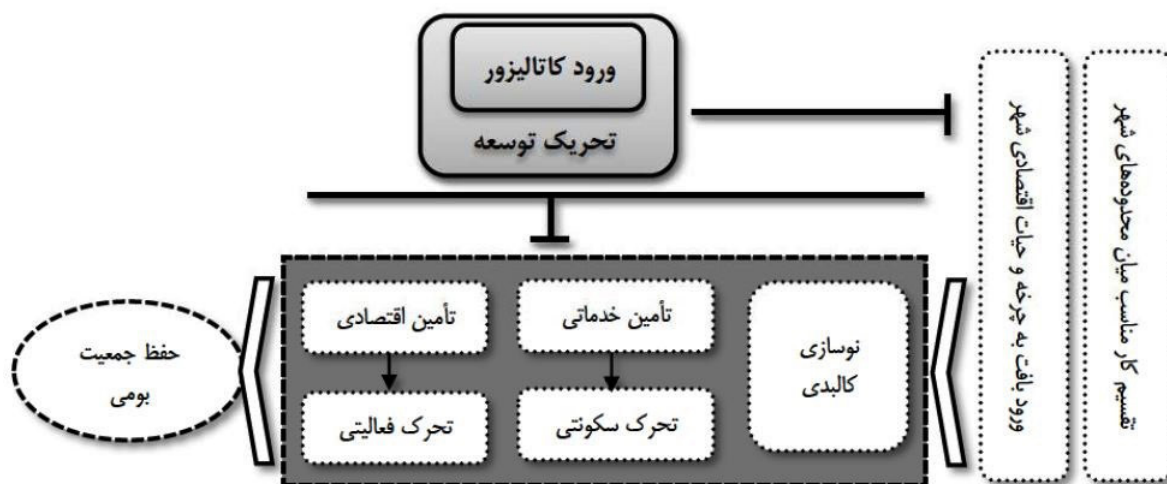 ورود کاتالیزور
تحریک توسعه
تقسیم کار مناسب میان محدوده‌های شهر
ورود بافت به چرخه و حیات اقتصادی شهر
نوسازی
کالبدی
تأمین خدماتی
تحرک سکونتی
تأمین اقتصادی
تحرک فعالیتی
حفظ جمعیت
بومی